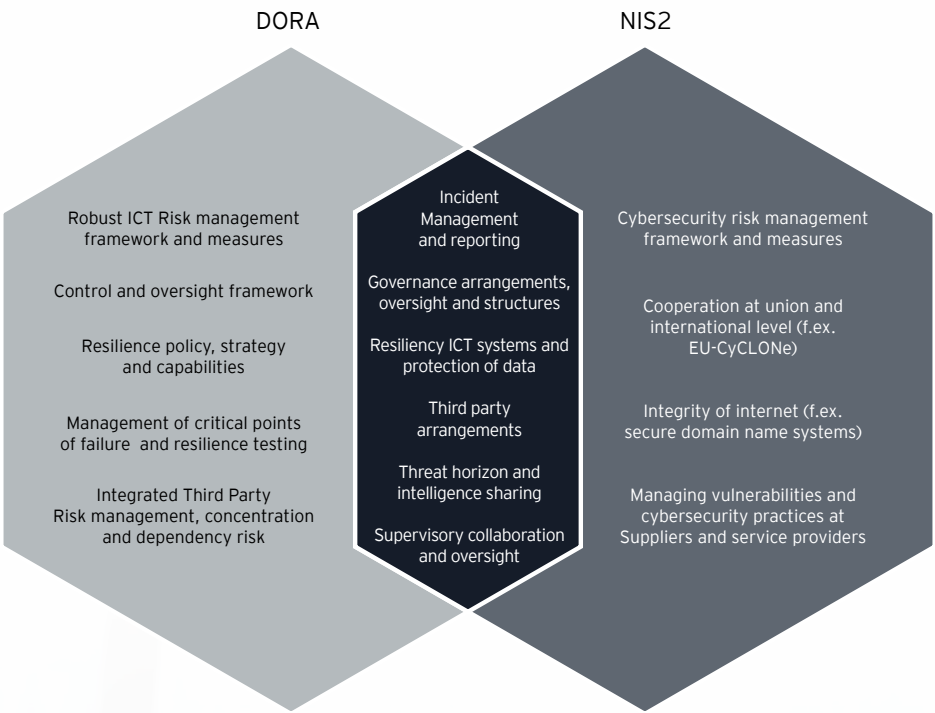 DORA
NIS2
Robust ICT Risk management
framework and measures
Control and oversight framework
Resilience policy, strategy
and capabilities
Management of critical points
of failure and resilience testing
Integrated Third Party
Risk management, concentration
and dependency risk
Incident
Management
and reporting
Governance arrangements,
oversight and structures
Resiliency ICT systems and
protection of data
Third party
arrangements
Threat horizon and
intelligence sharing
Supervisory collaboration
and oversight
Cybersecurity risk management
framework and measures
Cooperation at union and
international level (f.ex.
EU-CyCLONe)
Integrity of internet (f.ex.
secure domain name systems)
Managing vulnerabilities and
cybersecurity practices at
Suppliers and service providers